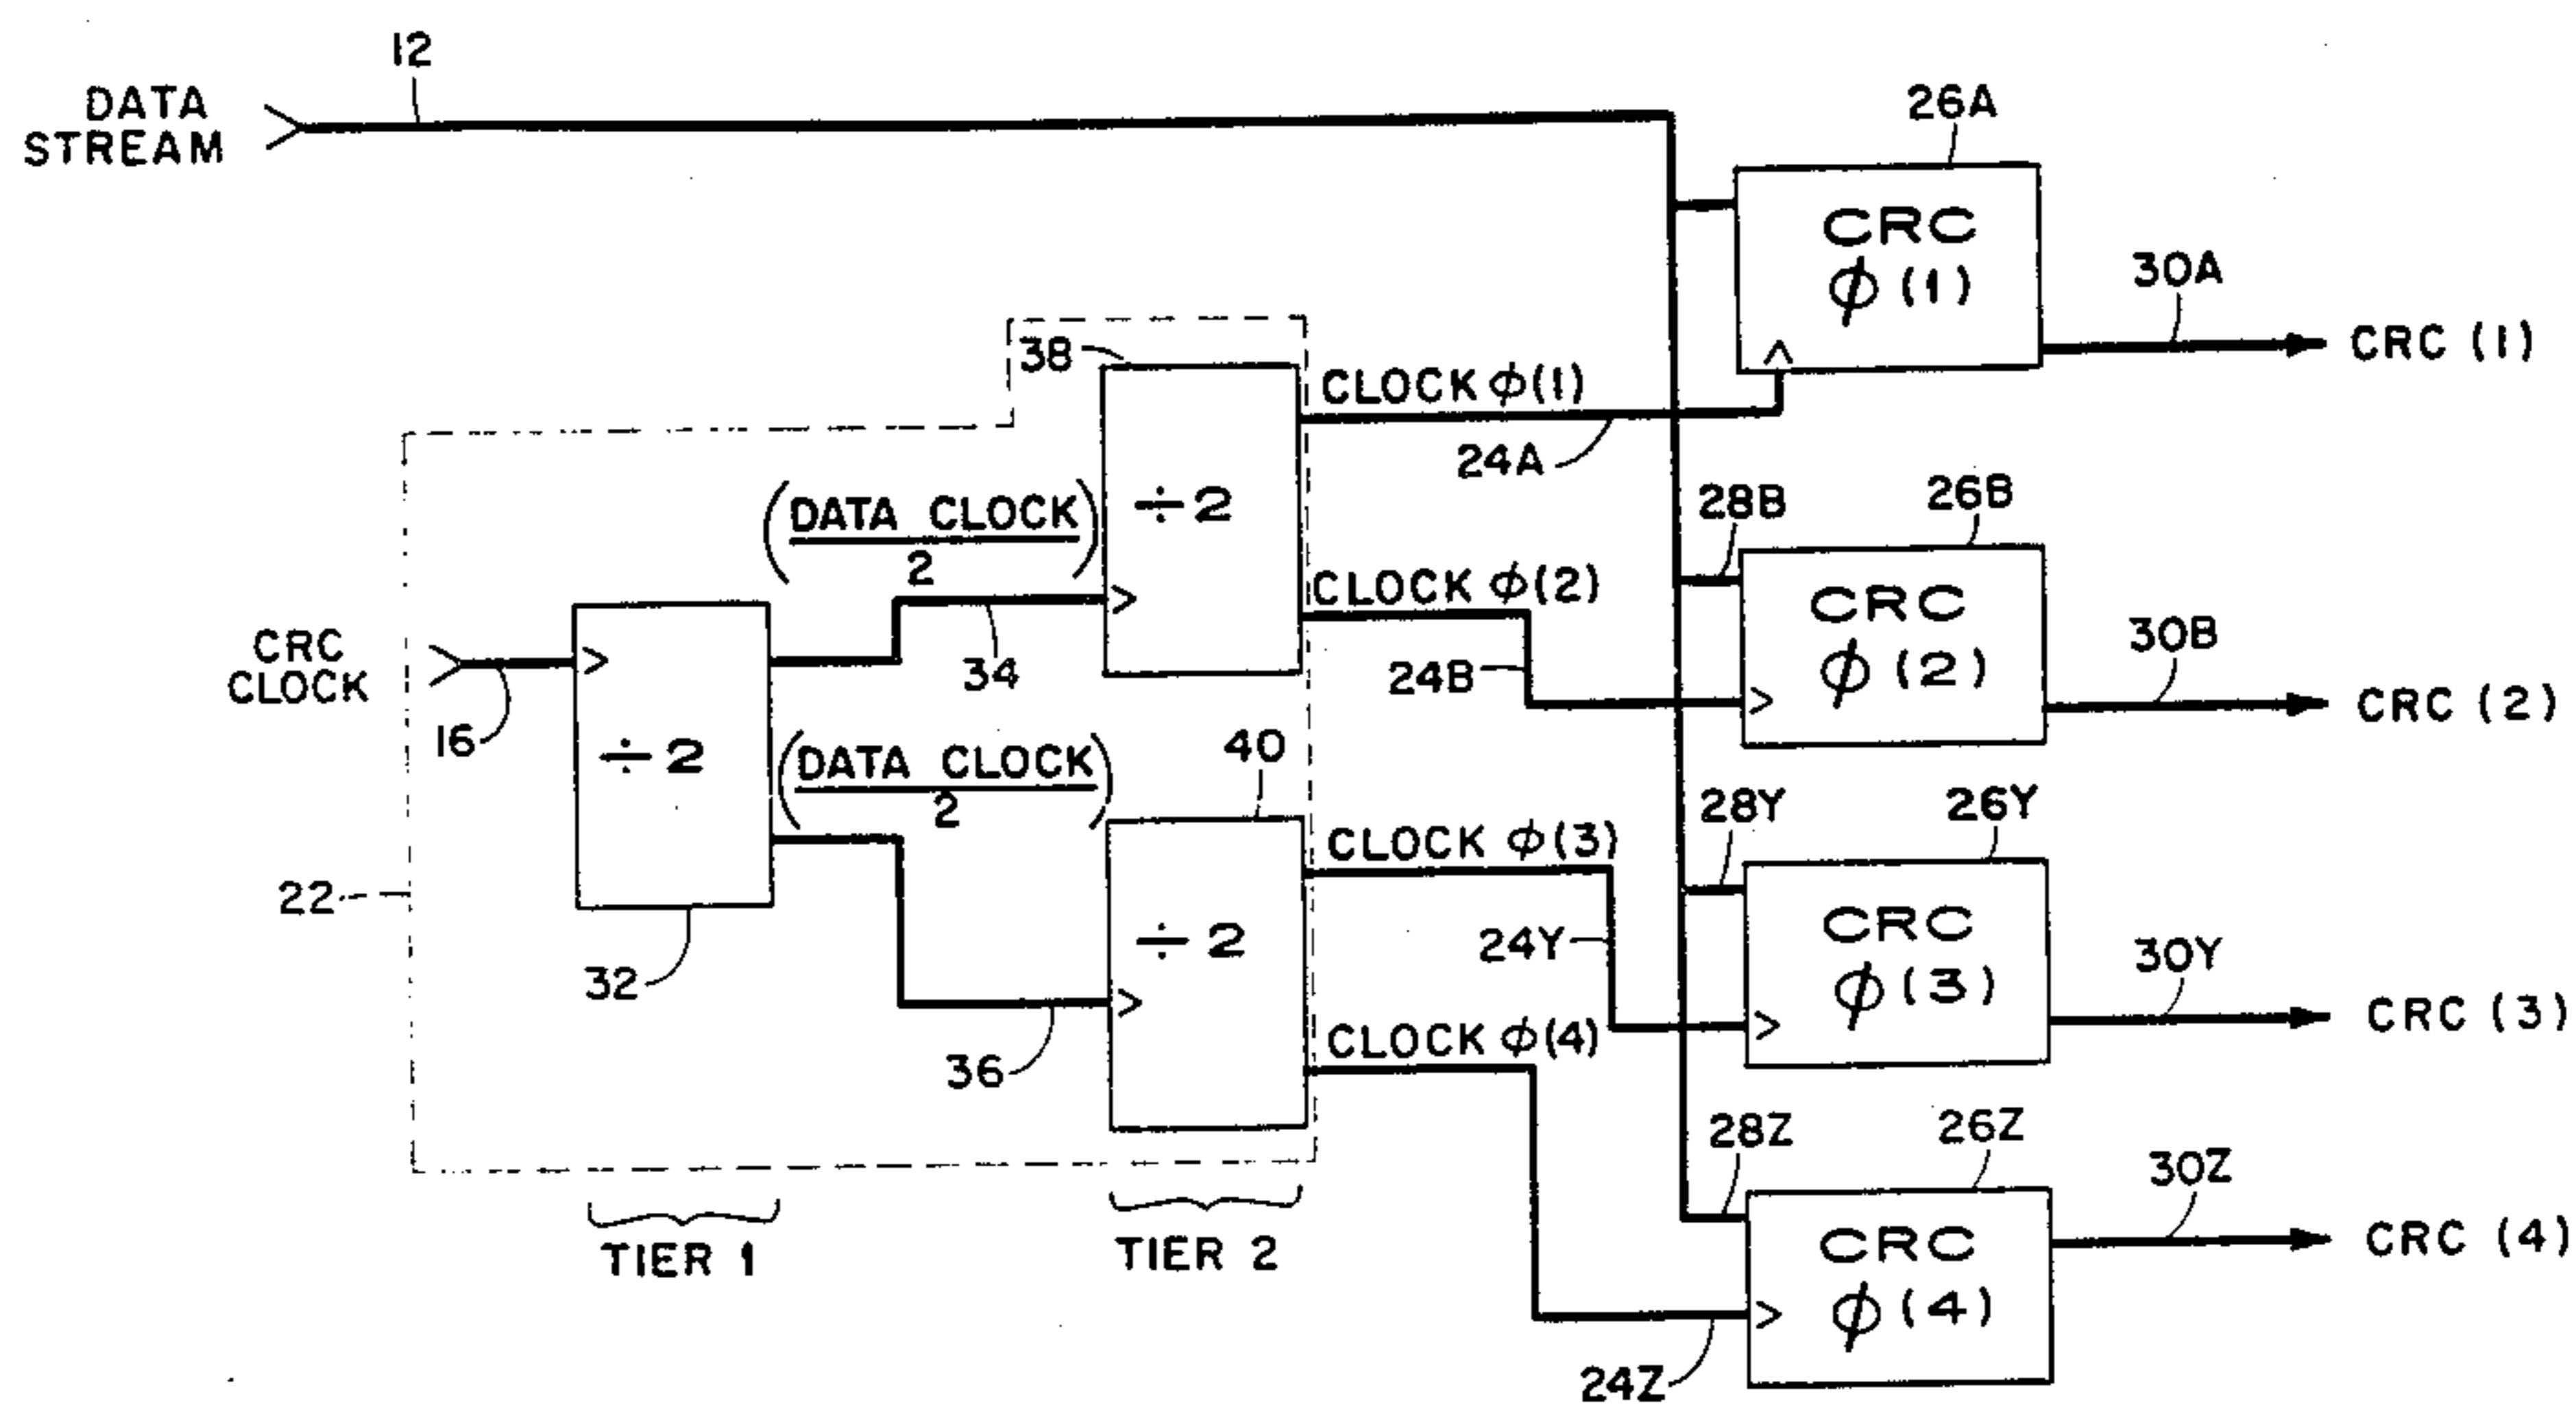 12
DATA
STREAM
26A
CRC
ϕ (1)
30A
CRC (1)
38
CLOCK ϕ(1)
24A
÷2
(DATA CLOCK
2)
34
CLOCK ϕ(2)
24B
28B
26B
CRC
ϕ (2)
30B
CRC (2)
CRC
CLOCK
16
÷2
32
22
(DATA CLOCK
2)
36
40
÷2
CLOCK ϕ(3)
24Y
28Y
26Y
CRC
ϕ (3)
30Y
CRC (3)
CLOCK ϕ(4)
24Z
28Z
26Z
CRC
ϕ (4)
30Z
CRC (4)
TIER 1
TIER 2